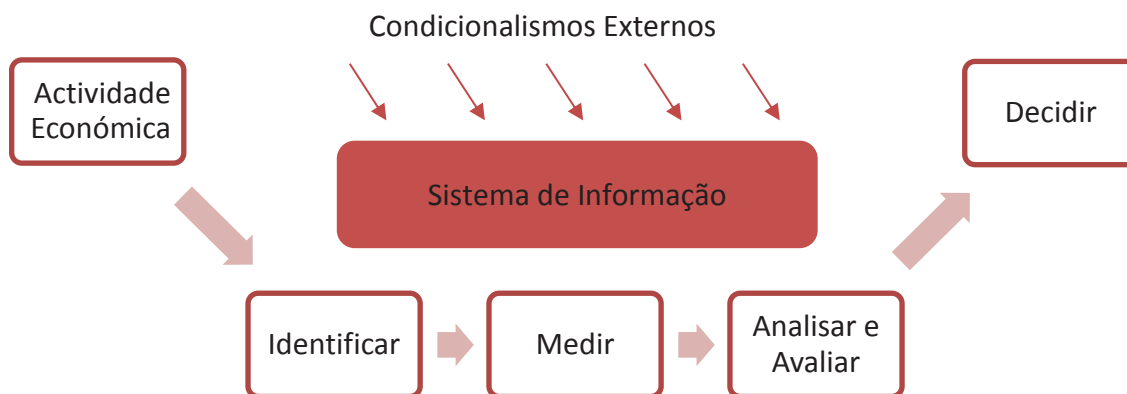 Condicionalismos Externos
Actividade
Económica
Decidir
Sistema de Informação
Identificar
Medir
Analisar e
Avaliar